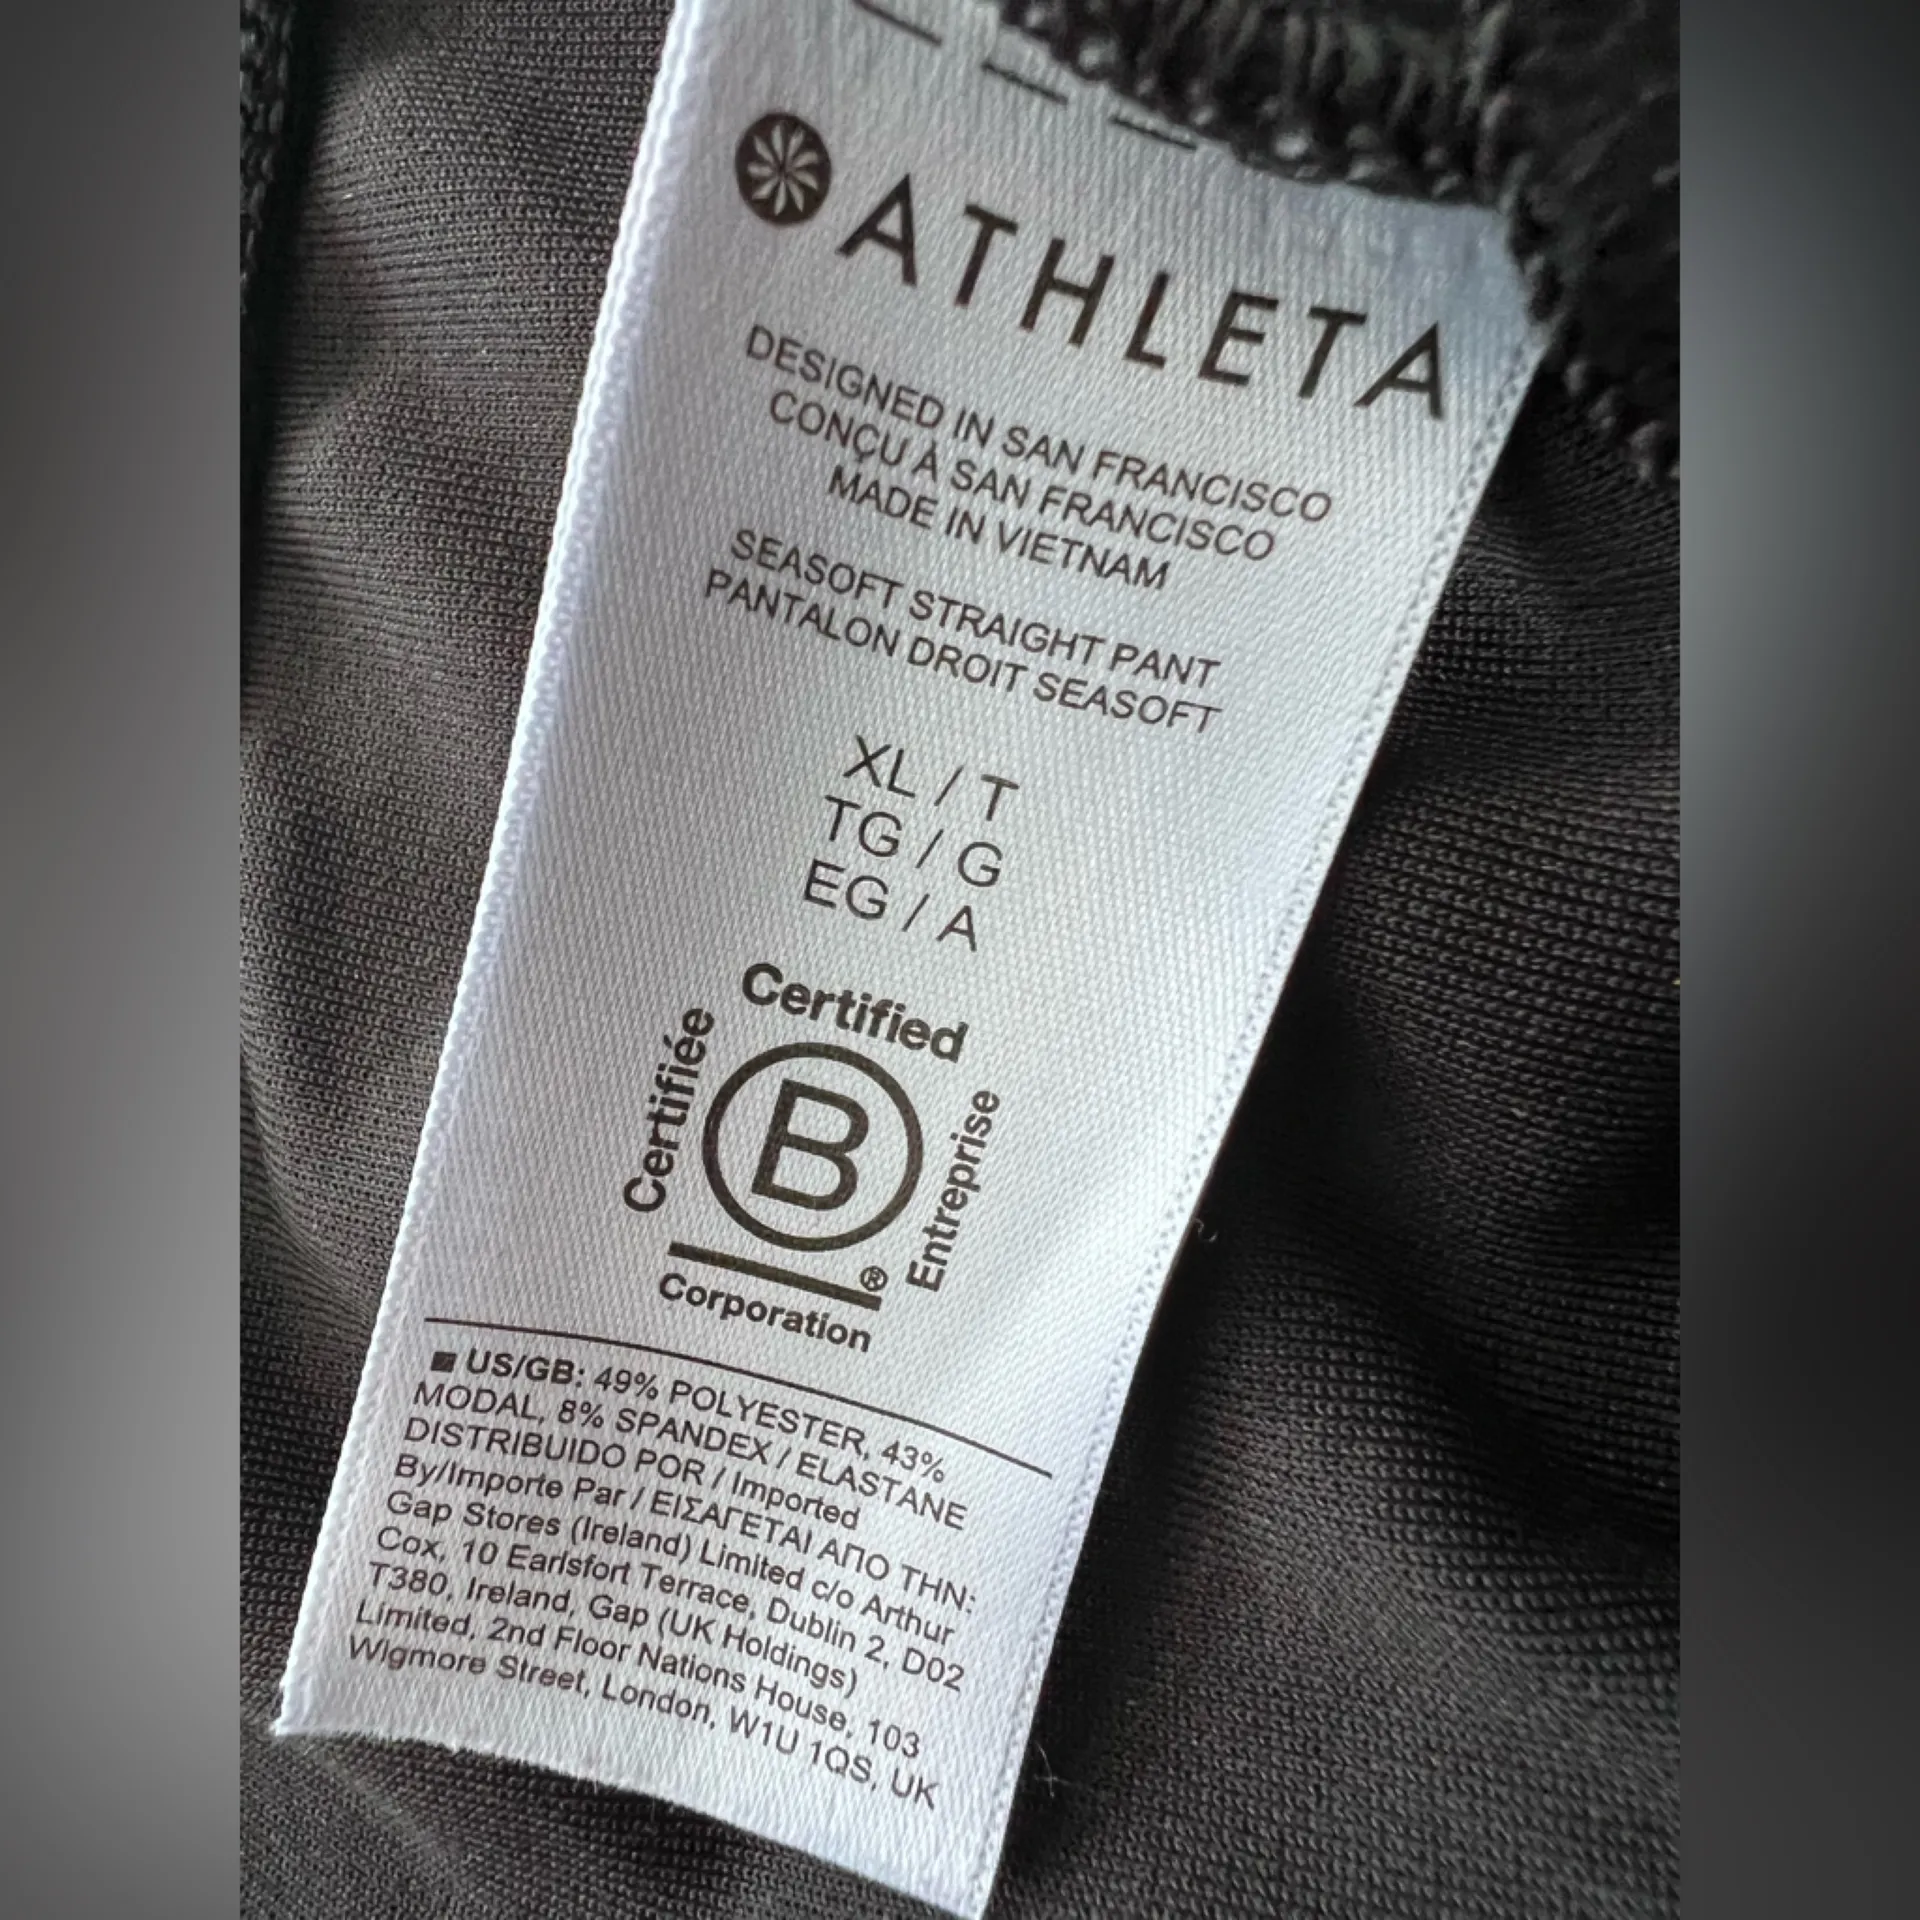 ATHLETA
DESIGNED IN SAN FRANCISCO
CONÇU À SAN FRANCISCO
MADE IN VIETNAM
SEASOFT STRAIGHT PANT
PANTALON DROIT SEASOFT
XL / T
TG / G
EG / A
Certified
Certifiée
B
Entreprise
®
Corporation
US/GB: 49% POLYESTER, 43%
MODAL, 8% SPANDEX / ELASTANE
DISTRIBUIDO POR / Imported
By/Importe Par / ΕΙΣΑΓΕΤΑΙ ΑΠΟ ΤΗΝ:
Gap Stores (Ireland) Limited c/o Arthur
Cox, 10 Earlsfort Terrace, Dublin 2, D02
T380, Ireland, Gap (UK Holdings)
Limited, 2nd Floor Nations House, 103
Wigmore Street, London, W1U 1QS, UK